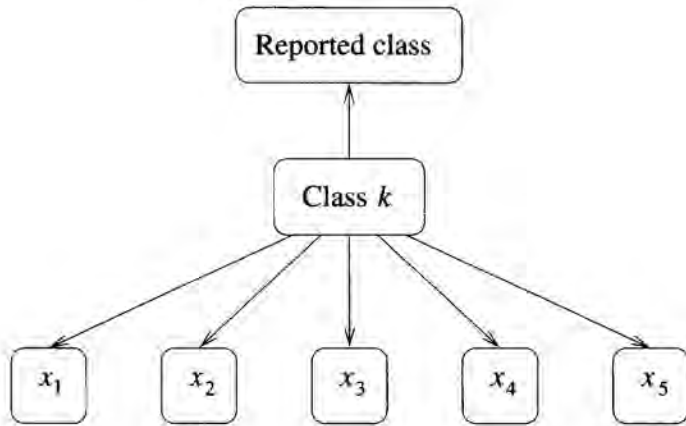 Reported class
Class k
x₁ x₂ x₃ x₄ x₅